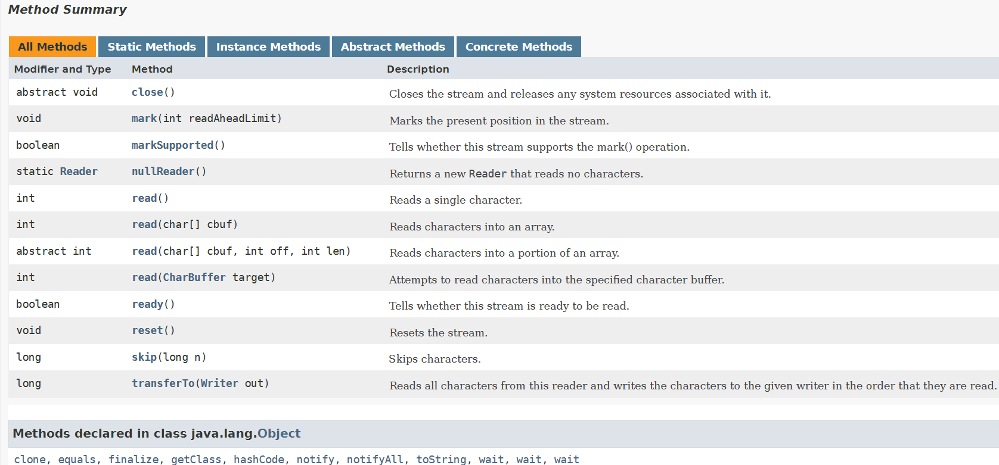 Method Summary
All Methods Static Methods Instance Methods Abstract Methods Concrete Methods
Modifier and Type Method Description
abstract void close() Closes the stream and releases any system resources associated with it.
void mark(int readAheadLimit) Marks the present position in the stream.
boolean markSupported() Tells whether this stream supports the mark() operation.
static Reader nullReader() Returns a new Reader that reads no characters.
int read() Reads a single character.
int read(char[] cbuf) Reads characters into an array.
abstract int read(char[] cbuf, int off, int len) Reads characters into a portion of an array.
int read(CharBuffer target) Attempts to read characters into the specified character buffer.
boolean ready() Tells whether this stream is ready to be read.
void reset() Resets the stream.
long skip(long n) Skips characters.
long transferTo(Writer out) Reads all characters from this reader and writes the characters to the given writer in the order that they are read.
Methods declared in class java.lang.Object
clone, equals, finalize, getClass, hashCode, notify, notifyAll, toString, wait, wait, wait